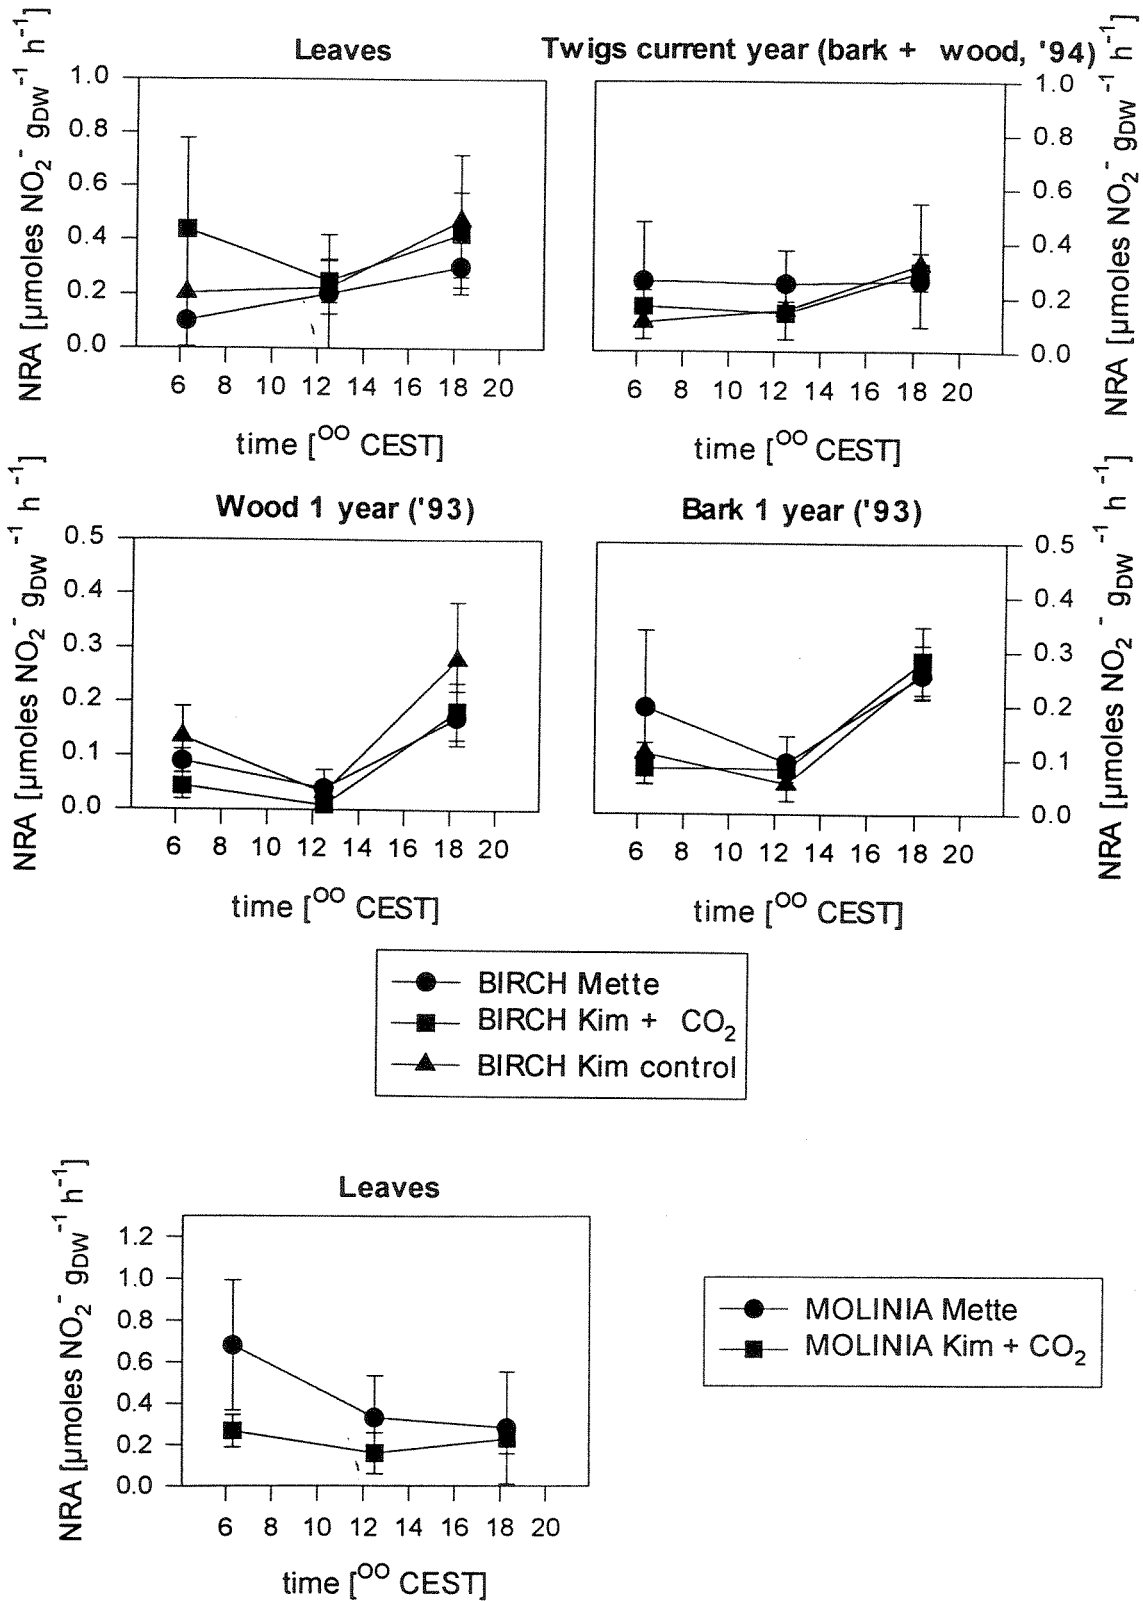 Leaves
Twigs current year (bark + wood, '94)
NRA [µmoles NO₂⁻ gDW⁻¹ h⁻¹]
1.0
0.8
0.6
0.4
0.2
0.0
6 8 10 12 14 16 18 20
time [ᴼᴼ CEST]
6 8 10 12 14 16 18 20
time [ᴼᴼ CEST]
1.0
0.8
0.6
0.4
0.2
0.0
NRA [µmoles NO₂⁻ gDW⁻¹ h⁻¹]
Wood 1 year ('93)
Bark 1 year ('93)
NRA [µmoles NO₂⁻ gDW⁻¹ h⁻¹]
0.5
0.4
0.3
0.2
0.1
0.0
6 8 10 12 14 16 18 20
time [ᴼᴼ CEST]
6 8 10 12 14 16 18 20
time [ᴼᴼ CEST]
0.5
0.4
0.3
0.2
0.1
0.0
NRA [µmoles NO₂⁻ gDW⁻¹ h⁻¹]
BIRCH Mette
BIRCH Kim + CO₂
BIRCH Kim control
Leaves
NRA [µmoles NO₂⁻ gDW⁻¹ h⁻¹]
1.2
1.0
0.8
0.6
0.4
0.2
0.0
6 8 10 12 14 16 18 20
time [ᴼᴼ CEST]
MOLINIA Mette
MOLINIA Kim + CO₂